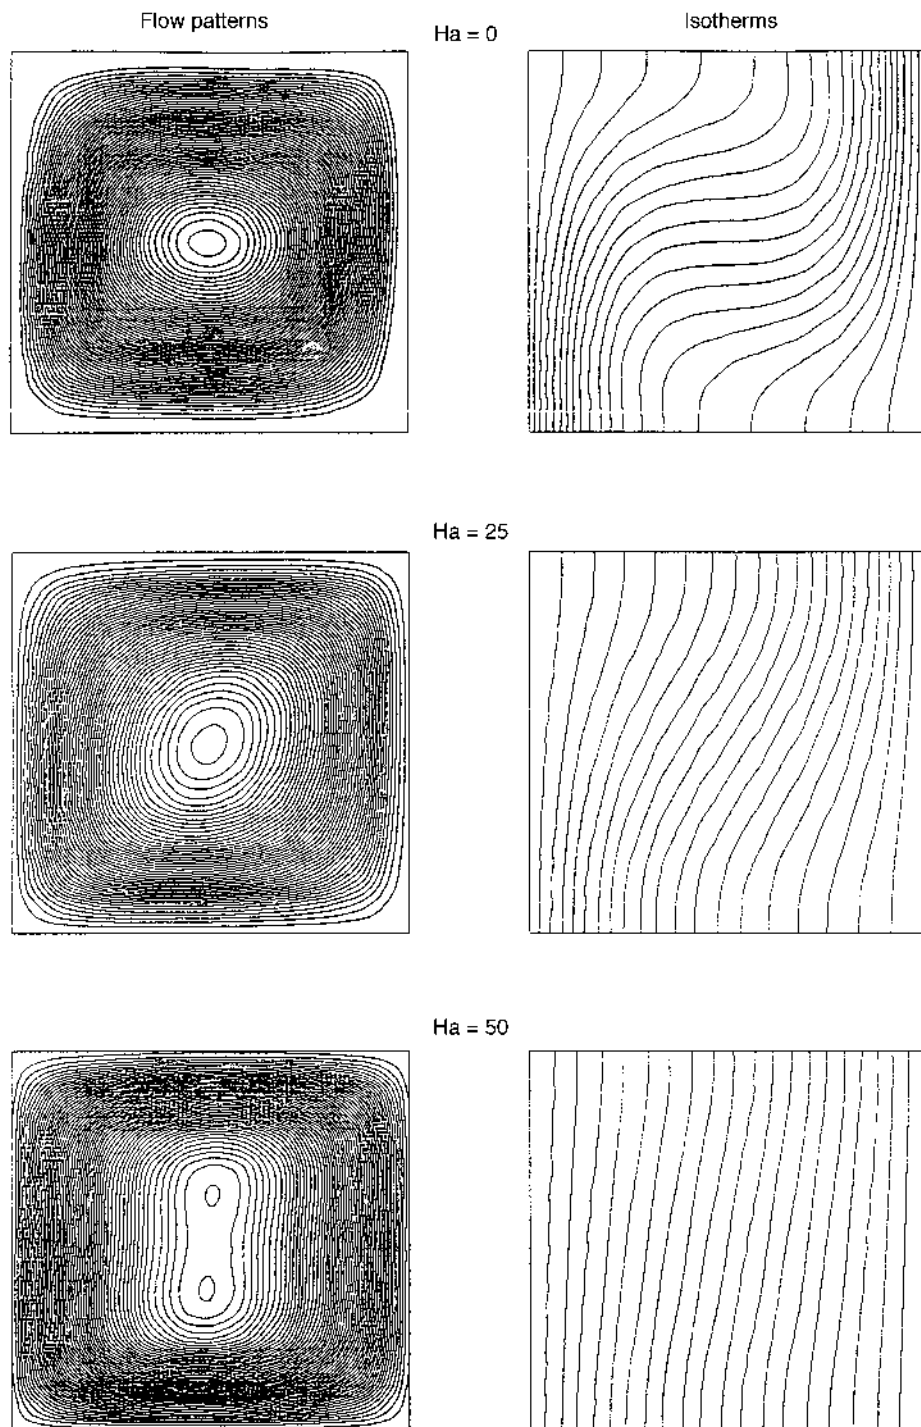 Flow patterns
Ha = 0
Isotherms
Ha = 25
Ha = 50